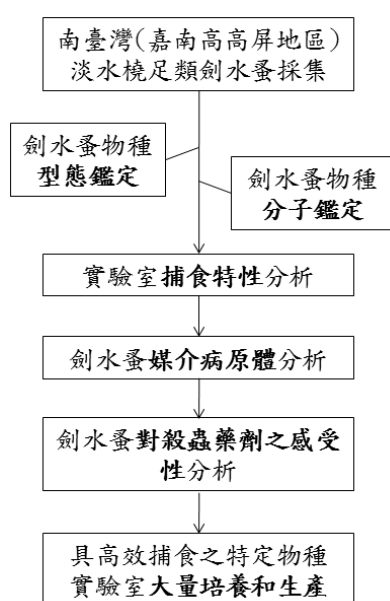 南臺灣(嘉南高高屏地區)
淡水橈足類劍水蚤採集
劍水蚤物種
型態鑑定
劍水蚤物種
分子鑑定
實驗室捕食特性分析
劍水蚤媒介病原體分析
劍水蚤對殺蟲藥劑之感受
性分析
具高效捕食之特定物種
實驗室大量培養和生產